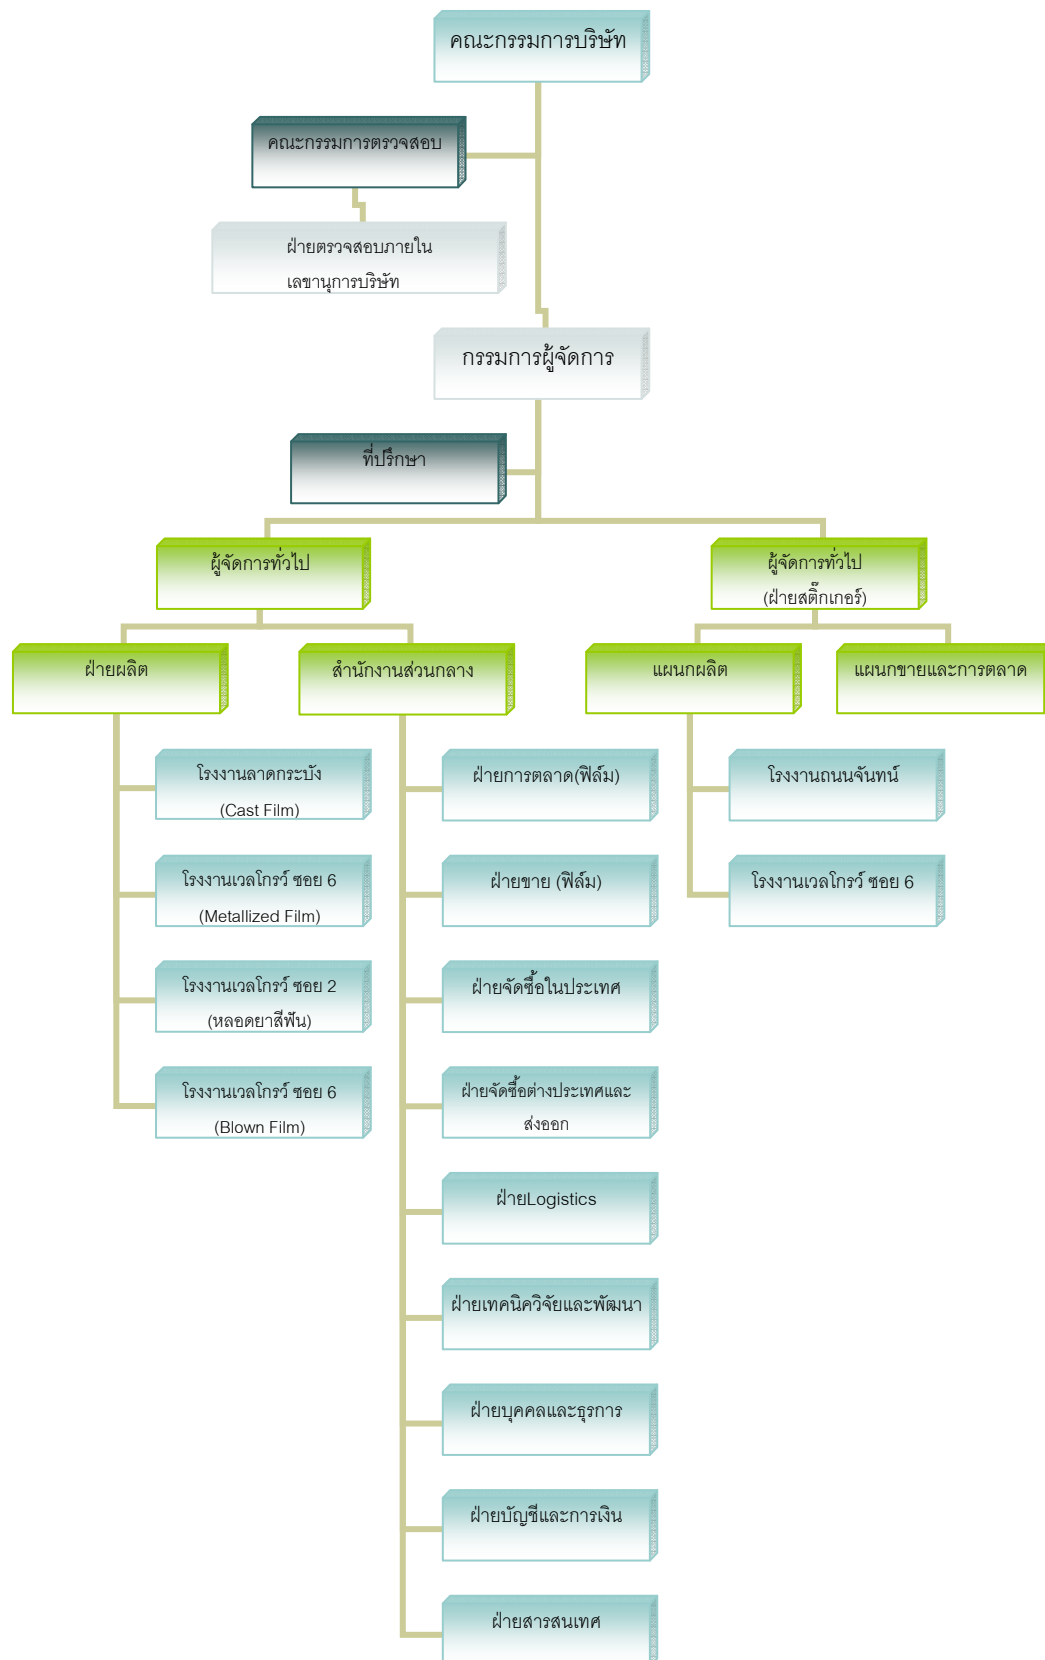 คณะกรรมการบริษัท
คณะกรรมการตรวจสอบ
ฝ่ายตรวจสอบภายใน
เลขานุการบริษัท
กรรมการผู้จัดการ
ที่ปรึกษา
ผู้จัดการทั่วไป
ผู้จัดการทั่วไป
(ฝ่ายสติ๊กเกอร์)
ฝ่ายผลิต
สำนักงานส่วนกลาง
แผนกผลิต
แผนกขายและการตลาด
โรงงานลาดกระบัง
(Cast Film)
โรงงานเวลโกรว์ ซอย 6
(Metallized Film)
โรงงานเวลโกรว์ ซอย 2
(หลอดยาสีฟัน)
โรงงานเวลโกรว์ ซอย 6
(Blown Film)
ฝ่ายการตลาด(ฟิล์ม)
ฝ่ายขาย (ฟิล์ม)
ฝ่ายจัดซื้อในประเทศ
ฝ่ายจัดซื้อต่างประเทศและ
ส่งออก
ฝ่ายLogistics
ฝ่ายเทคนิควิจัยและพัฒนา
ฝ่ายบุคคลและธุรการ
ฝ่ายบัญชีและการเงิน
ฝ่ายสารสนเทศ
โรงงานถนนจันทน์
โรงงานเวลโกรว์ ซอย 6